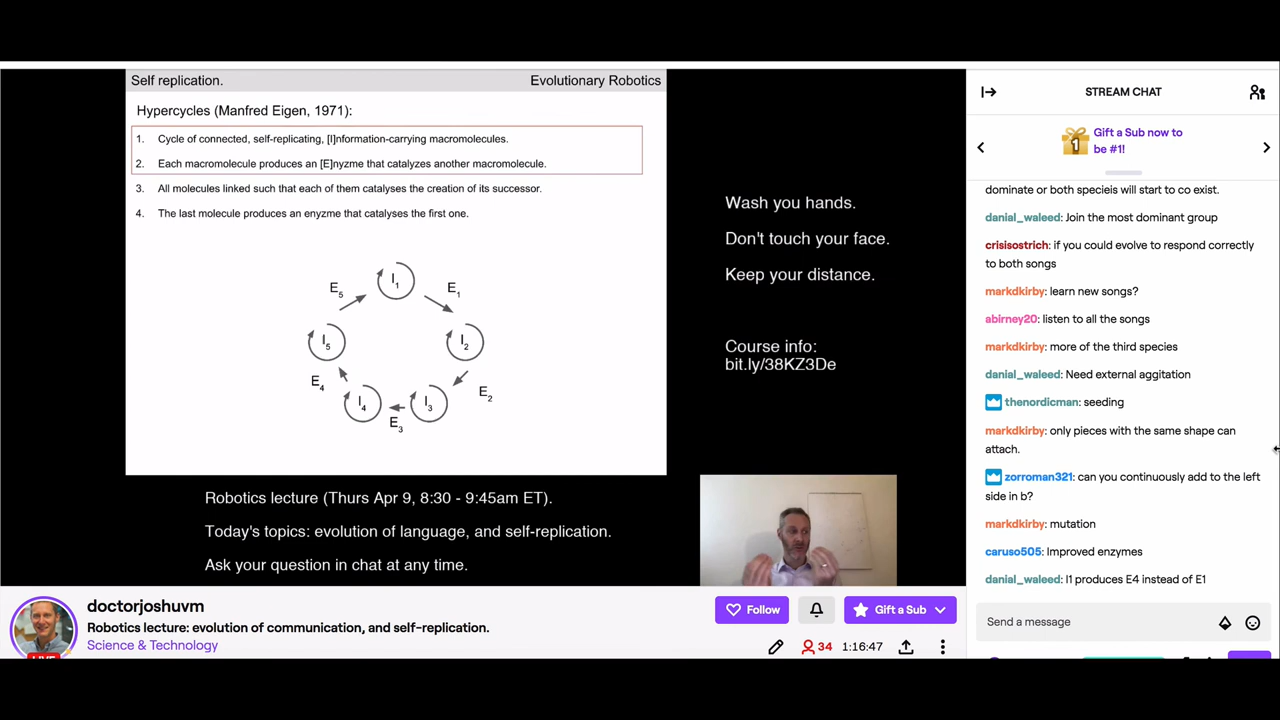 Self replication.
Evolutionary Robotics
Hypercycles (Manfred Eigen, 1971):
1. Cycle of connected, self-replicating, [I]nformation-carrying macromolecules.
2. Each macromolecule produces an [E]nyzme that catalyzes another macromolecule.
3. All molecules linked such that each of them catalyses the creation of its successor.
4. The last molecule produces an enyzme that catalyses the first one.
I1
E1
I2
E2
I3
E3
I4
E4
I5
E5
Wash you hands.
Don't touch your face.
Keep your distance.
Course info:
bit.ly/38KZ3De
Robotics lecture (Thurs Apr 9, 8:30 - 9:45am ET).
Today's topics: evolution of language, and self-replication.
Ask your question in chat at any time.
LIVE
doctorjoshuvm
Robotics lecture: evolution of communication, and self-replication.
Science & Technology
Follow
Gift a Sub
34
1:16:47
STREAM CHAT
1
Gift a Sub now to
be #1!
dominate or both specieis will start to co exist.
danial_waleed: Join the most dominant group
crisisostrich: if you could evolve to respond correctly
to both songs
markdkirby: learn new songs?
abirney20: listen to all the songs
markdkirby: more of the third species
danial_waleed: Need external aggitation
thenordicman: seeding
markdkirby: only pieces with the same shape can
attach.
zorroman321: can you continuously add to the left
side in b?
markdkirby: mutation
caruso505: Improved enzymes
danial_waleed: I1 produces E4 instead of E1
Send a message